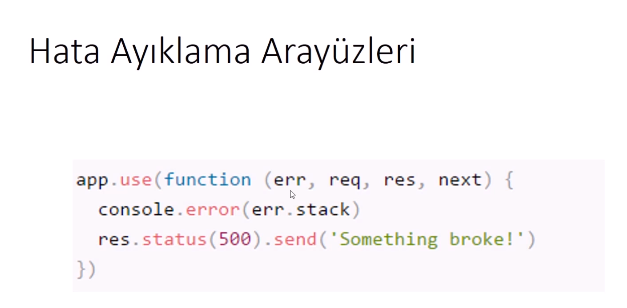 Hata Ayıklama Arayüzleri
app.use(function (err, req, res, next) {
  console.error(err.stack)
  res.status(500).send('Something broke!')
})